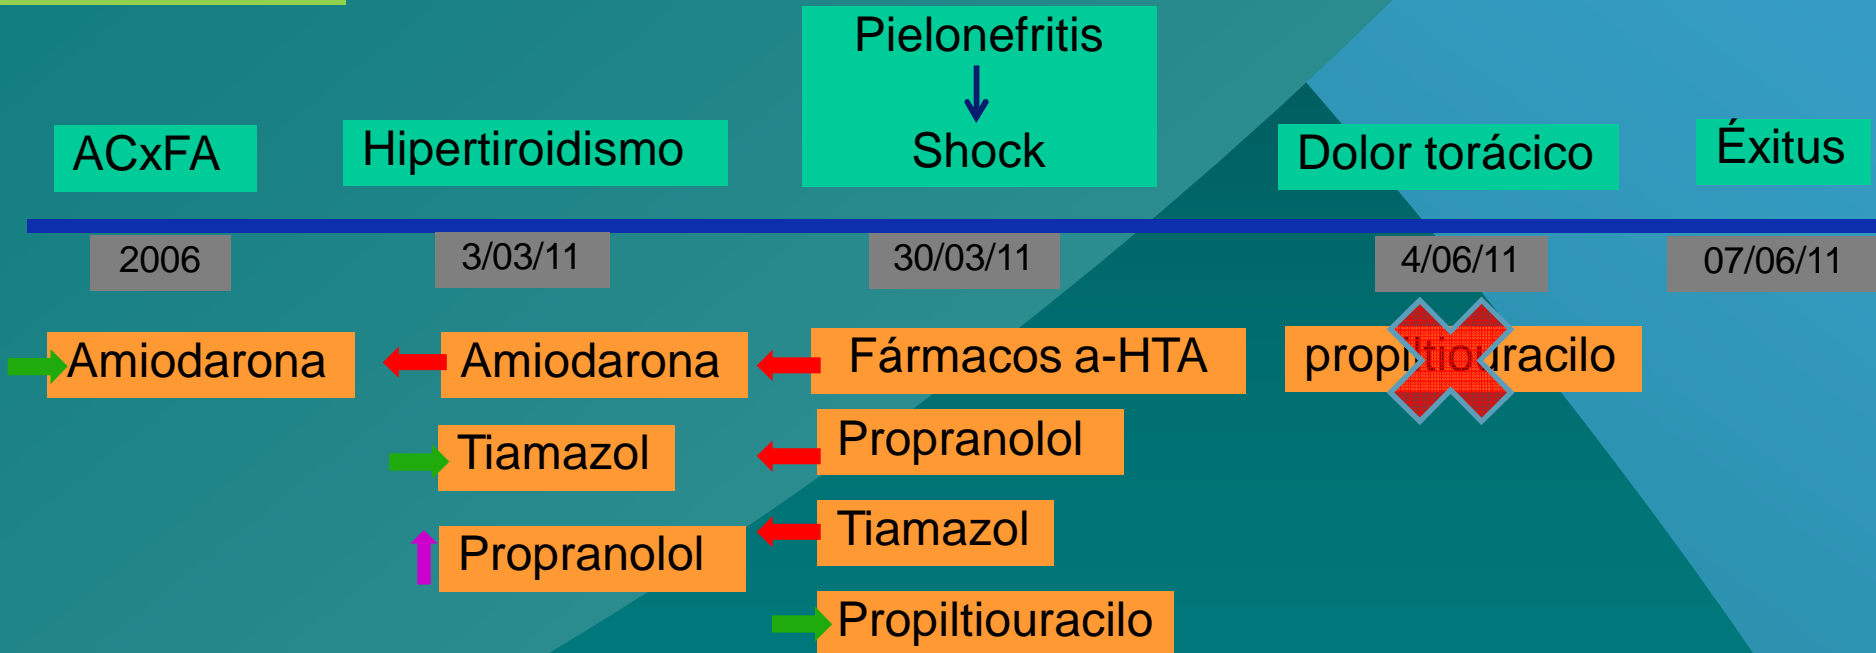 Pielonefritis
Shock
ACxFA
Hipertiroidismo
Dolor torácico
Éxitus
2006
3/03/11
30/03/11
4/06/11
07/06/11
Amiodarona
Amiodarona
Fármacos a-HTA
propiltiouracilo
Tiamazol
Propranolol
Propranolol
Tiamazol
Propiltiouracilo